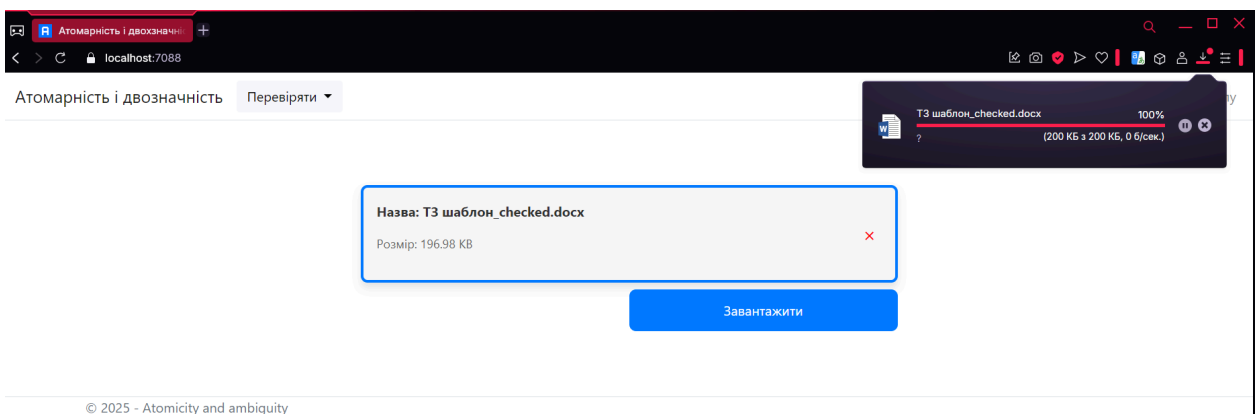 Атомарність і двохзначні
localhost:7088
Атомарність і двозначність
Перевіряти
ТЗ шаблон_checked.docx
100%
?
(200 КБ з 200 КБ, 0 б/сек.)
Назва: ТЗ шаблон_checked.docx
Розмір: 196.98 KB
Завантажити
© 2025 - Atomicity and ambiguity